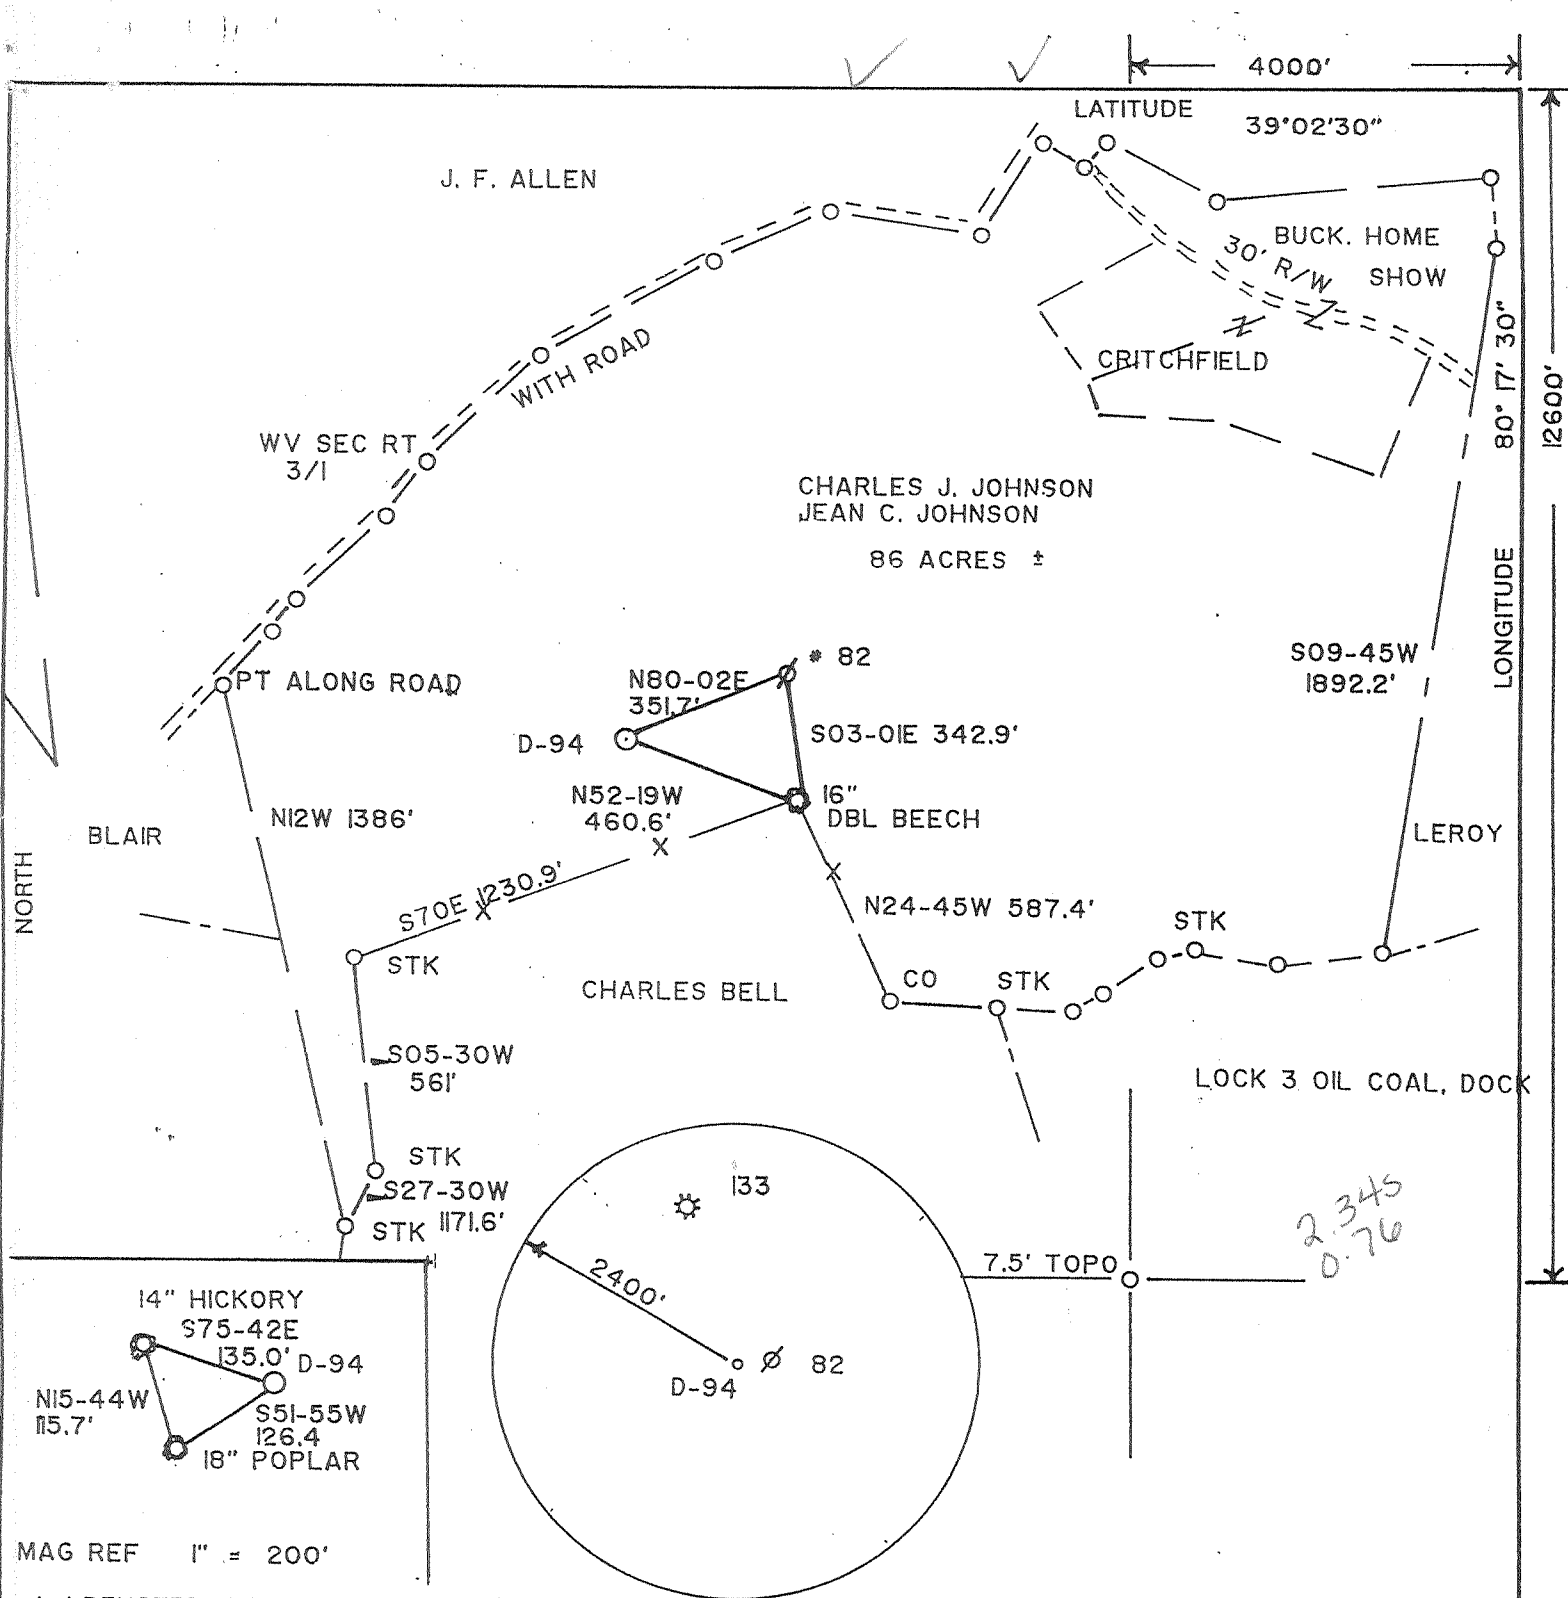 4000'
LATITUDE
39°02'30"
J. F. ALLEN
BUCK. HOME
SHOW
30' R/W
CRITCHFIELD
80° 17' 30"
LONGITUDE
12600'
WITH ROAD
WV SEC RT
3/1
CHARLES J. JOHNSON
JEAN C. JOHNSON
86 ACRES ±
S09-45W
1892.2'
PT ALONG ROAD
* 82
N80-02E
351.7'
D-94
S03-01E 342.9'
N52-19W
460.6'
16"
DBL BEECH
N12W 1386'
BLAIR
NORTH
LEROY
S70E 1230.9'
X
X
X
N24-45W 587.4'
STK
STK
CO
STK
CHARLES BELL
S05-30W
561'
LOCK 3 OIL COAL, DOCK
STK
S27-30W
1171.6'
STK
133
2.345
0.76
7.5' TOPO
2400'
82
D-94
14" HICKORY
S75-42E
135.0' D-94
N15-44W
115.7'
S51-55W
126.4
18" POPLAR
MAG REF 1" = 200'